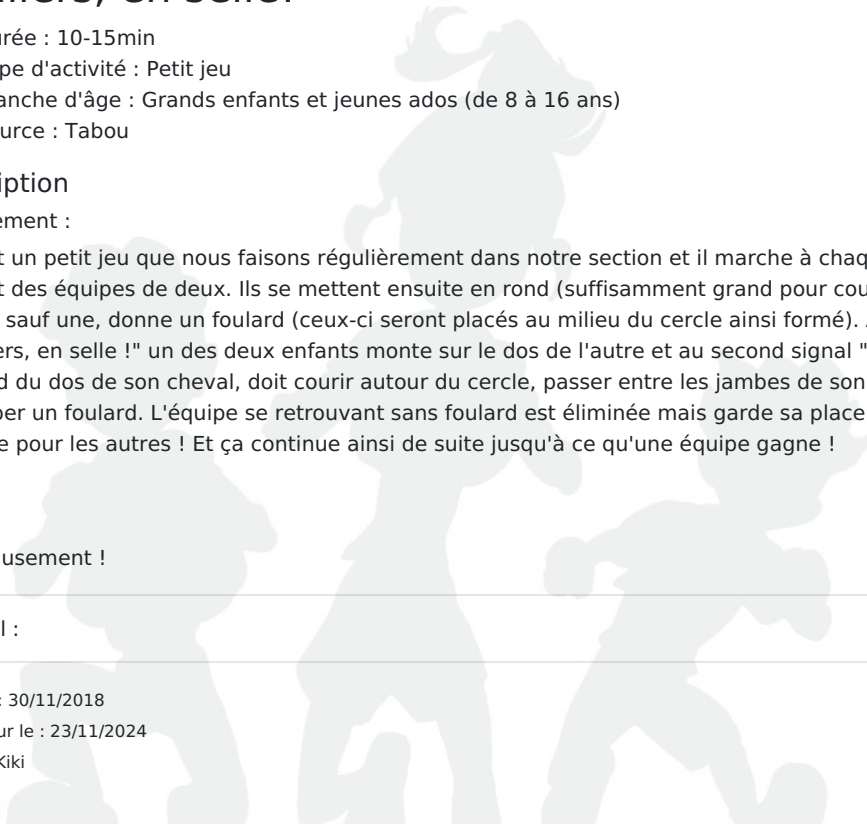 liers, en selle!
urée : 10-15min
pe d'activité : Petit jeu
anche d'âge : Grands enfants et jeunes ados (de 8 à 16 ans)
urce : Tabou
iption
ement :
t un petit jeu que nous faisons régulièrement dans notre section et il marche à chaq
t des équipes de deux. Ils se mettent ensuite en rond (suffisamment grand pour cou
sauf une, donne un foulard (ceux-ci seront placés au milieu du cercle ainsi formé). A
ers, en selle !" un des deux enfants monte sur le dos de l'autre et au second signal "
d du dos de son cheval, doit courir autour du cercle, passer entre les jambes de son
per un foulard. L'équipe se retrouvant sans foulard est éliminée mais garde sa place
e pour les autres ! Et ça continue ainsi de suite jusqu'à ce qu'une équipe gagne !
usement !
l :
: 30/11/2018
ur le : 23/11/2024
Kiki